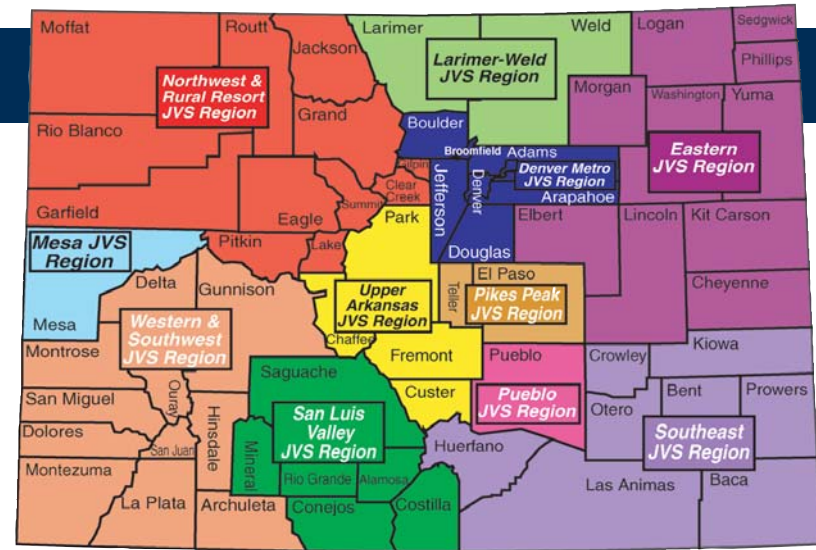 Moffat
Routt
Jackson
Larimer
Weld
Logan
Sedgwick
Phillips
Northwest &
Rural Resort
JVS Region
Larimer-Weld
JVS Region
Morgan
Washington
Yuma
Rio Blanco
Grand
Boulder
Broomfield
Adams
Eastern
JVS Region
Denver Metro
JVS Region
Gilpin
Clear
Creek
Jefferson
Denver
Arapahoe
Garfield
Eagle
Summit
Park
Douglas
Elbert
Lincoln
Kit Carson
Mesa JVS
Region
Pitkin
Lake
Delta
Gunnison
Upper
Arkansas
JVS Region
Teller
El Paso
Pikes Peak
JVS Region
Cheyenne
Mesa
Western &
Southwest
JVS Region
Chaffee
Montrose
Fremont
Pueblo
Crowley
Kiowa
Saguache
San Miguel
Ouray
Hinsdale
Custer
Pueblo
JVS Region
Otero
Bent
Prowers
San Luis
Valley
JVS Region
Southeast
JVS Region
Dolores
San Juan
Mineral
Huerfano
Montezuma
Rio Grande
Alamosa
Las Animas
Baca
La Plata
Archuleta
Conejos
Costilla